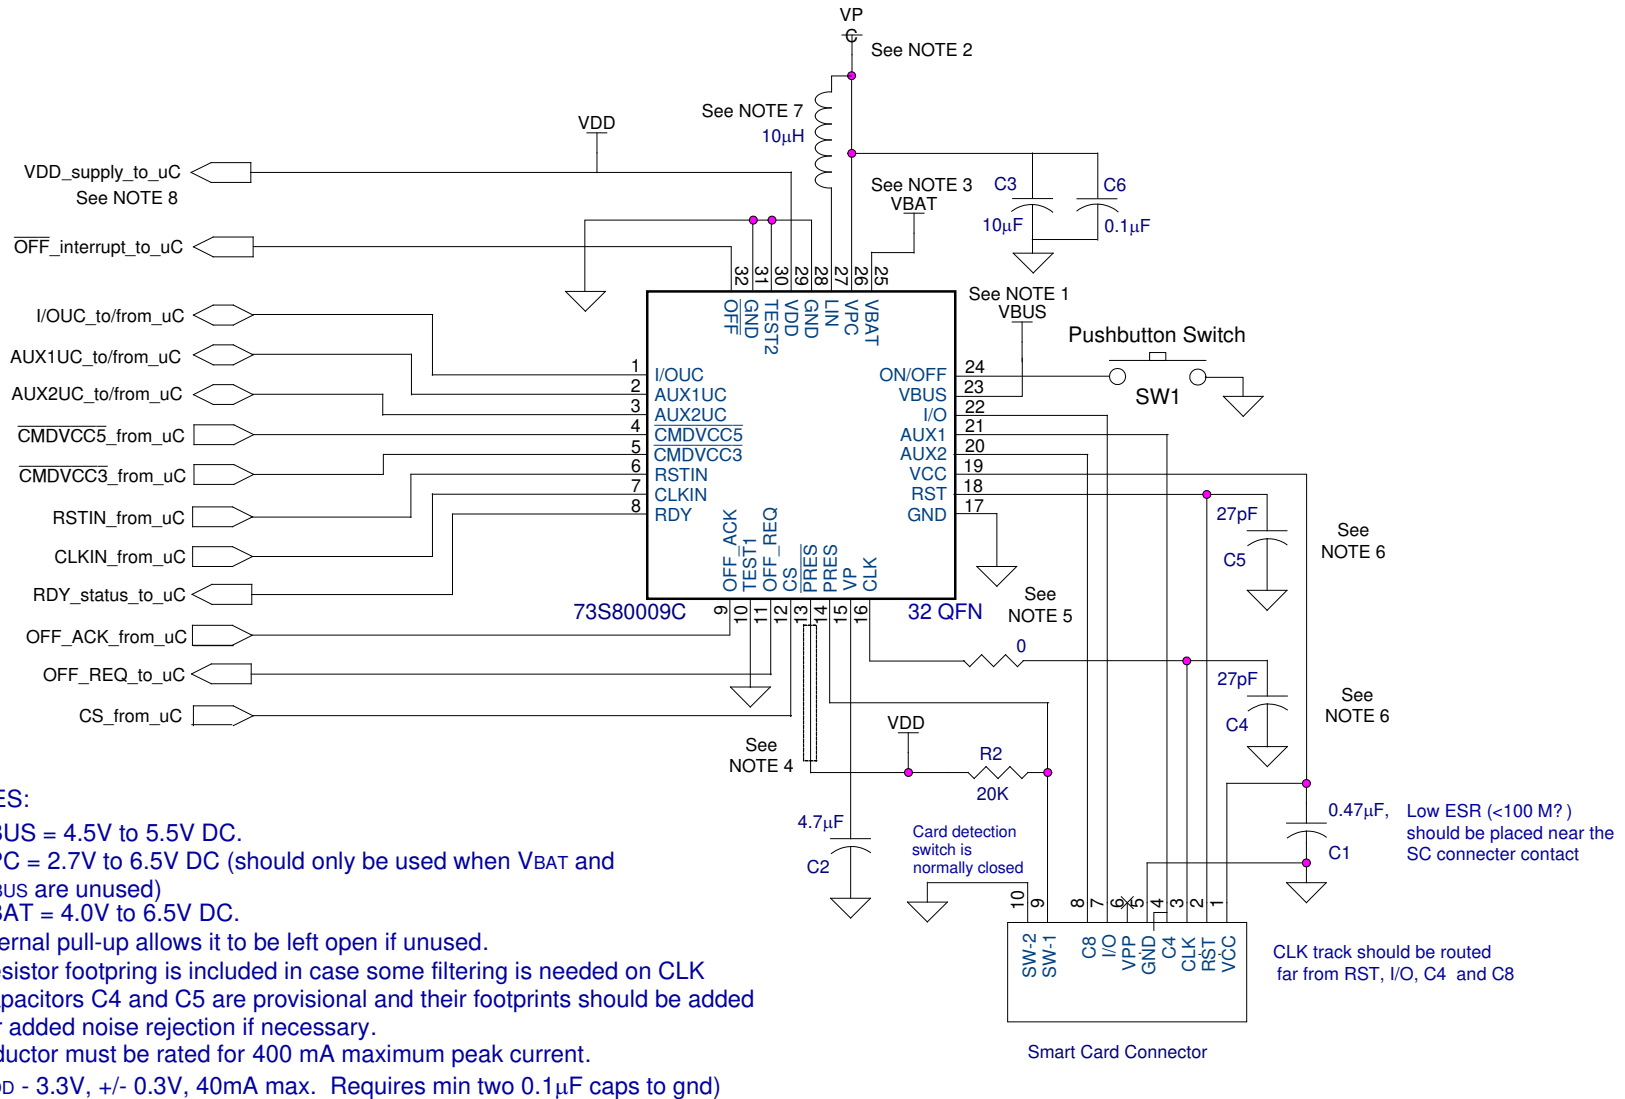 VP
C
See NOTE 2
See NOTE 7
10µH
VDD
VDD_supply_to_uC
See NOTE 8
See NOTE 3
VBAT
C3
10µF
C6
0.1µF
OFF_interrupt_to_uC
32 31 30 29 28 27 26 25
OFF GND TEST2 VDD GND LIN VPC VBAT
See NOTE 1
VBUS
Pushbutton Switch
SW1
I/OUC_to/from_uC
AUX1UC_to/from_uC
AUX2UC_to/from_uC
CMDVCC5_from_uC
CMDVCC3_from_uC
RSTIN_from_uC
CLKIN_from_uC
RDY_status_to_uC
OFF_ACK_from_uC
OFF_REQ_to_uC
CS_from_uC
1 I/OUC
2 AUX1UC
3 AUX2UC
4 CMDVCC5
5 CMDVCC3
6 RSTIN
7 CLKIN
8 RDY
ON/OFF 24
VBUS 23
I/O 22
AUX1 21
AUX2 20
VCC 19
RST 18
GND 17
OFF_ACK TEST1 OFF_REQ CS PRES PRES VP CLK
9 10 11 12 13 14 15 16
73S80009C
32 QFN
27pF
C5
See
NOTE 6
See
NOTE 5
0
27pF
C4
See
NOTE 6
See
NOTE 4
VDD
R2
20K
4.7µF
C2
Card detection
switch is
normally closed
0.47µF,
C1
Low ESR (<100 M?)
should be placed near the
SC connecter contact
10 9 8 7 6 5 4 3 2 1
SW-2 SW-1 C8 I/O VPP GND C4 CLK RST VCC
CLK track should be routed
far from RST, I/O, C4 and C8
Smart Card Connector
ES:
BUS = 4.5V to 5.5V DC.
PC = 2.7V to 6.5V DC (should only be used when VBAT and
BUS are unused)
BAT = 4.0V to 6.5V DC.
ernal pull-up allows it to be left open if unused.
esistor footpring is included in case some filtering is needed on CLK
apacitors C4 and C5 are provisional and their footprints should be added
r added noise rejection if necessary.
ductor must be rated for 400 mA maximum peak current.
DD - 3.3V, +/- 0.3V, 40mA max. Requires min two 0.1µF caps to gnd)